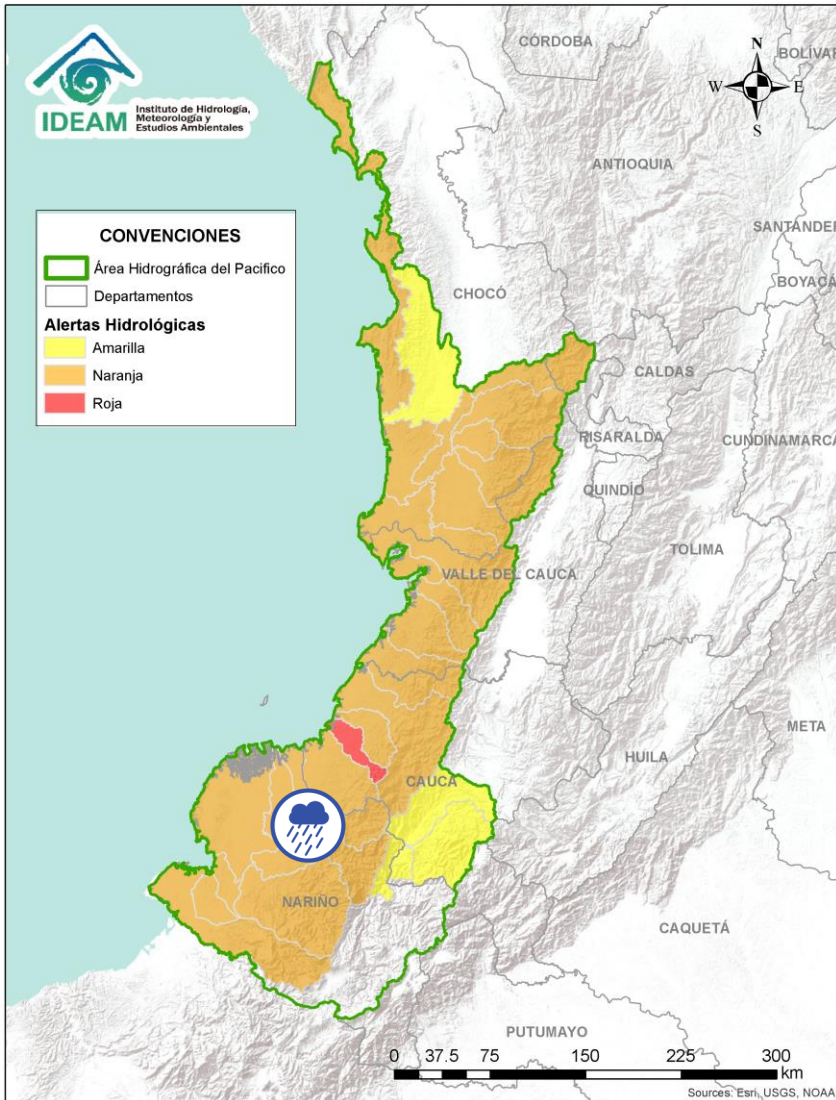 IDEAM
Instituto de Hidrología,
Meteorología y
Estudios Ambientales
CÓRDOBA
BOLÍVAR
N
W
E
S
ANTIOQUIA
SANTANDER
BOYACÁ
CONVENCIONES
Área Hidrográfica del Pacifico
Departamentos
Alertas Hidrológicas
Amarilla
Naranja
Roja
CHOCÓ
CALDAS
RISARALDA
CUNDINAMARCA
QUINDÍO
TOLIMA
VALLE DEL CAUCA
META
HUILA
CAUCA
NARIÑO
CAQUETÁ
PUTUMAYO
0 37.5 75 150 225 300
km
Sources: Esri, USGS, NOAA